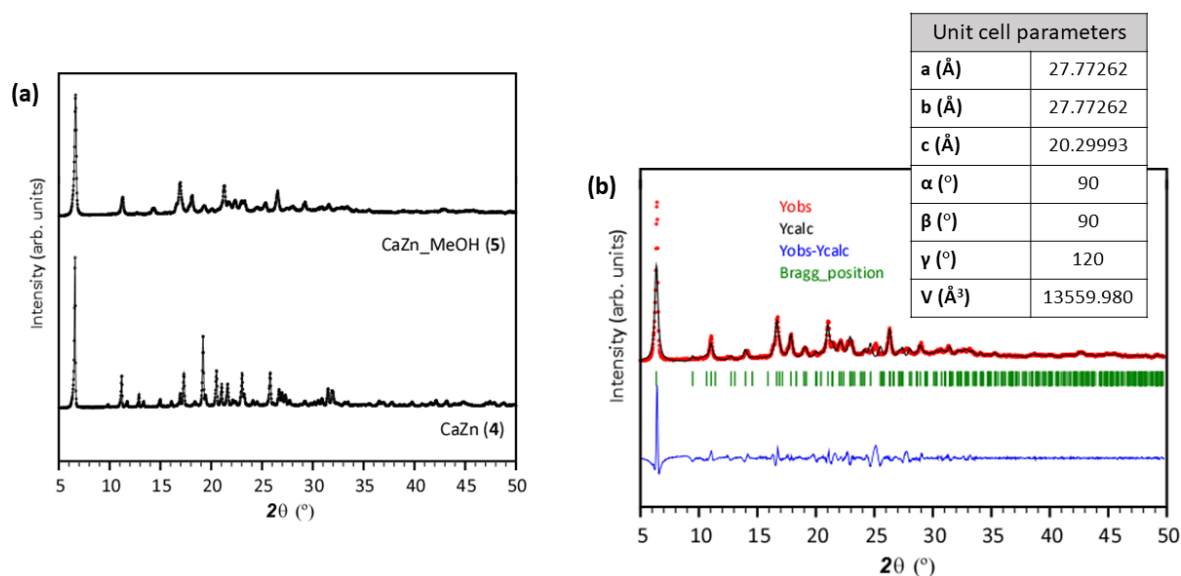 (a)
Intensity (arb. units)
CaZn_MeOH (5)
CaZn (4)
5 10 15 20 25 30 35 40 45 50
2θ (°)
Unit cell parameters
a (Å) 27.77262
b (Å) 27.77262
c (Å) 20.29993
α (°) 90
β (°) 90
γ (°) 120
V (Å³) 13559.980
(b)
Yobs
Ycalc
Yobs-Ycalc
Bragg_position
Intensity (arb. units)
5 10 15 20 25 30 35 40 45 50
2θ (°)